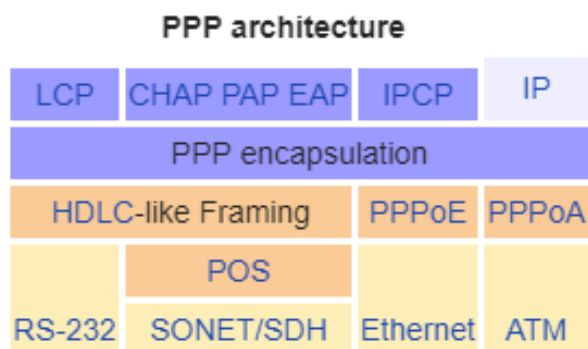 PPP architecture
LCP CHAP PAP EAP IPCP IP
PPP encapsulation
HDLC-like Framing PPPoE PPPoA
POS
RS-232 SONET/SDH Ethernet ATM